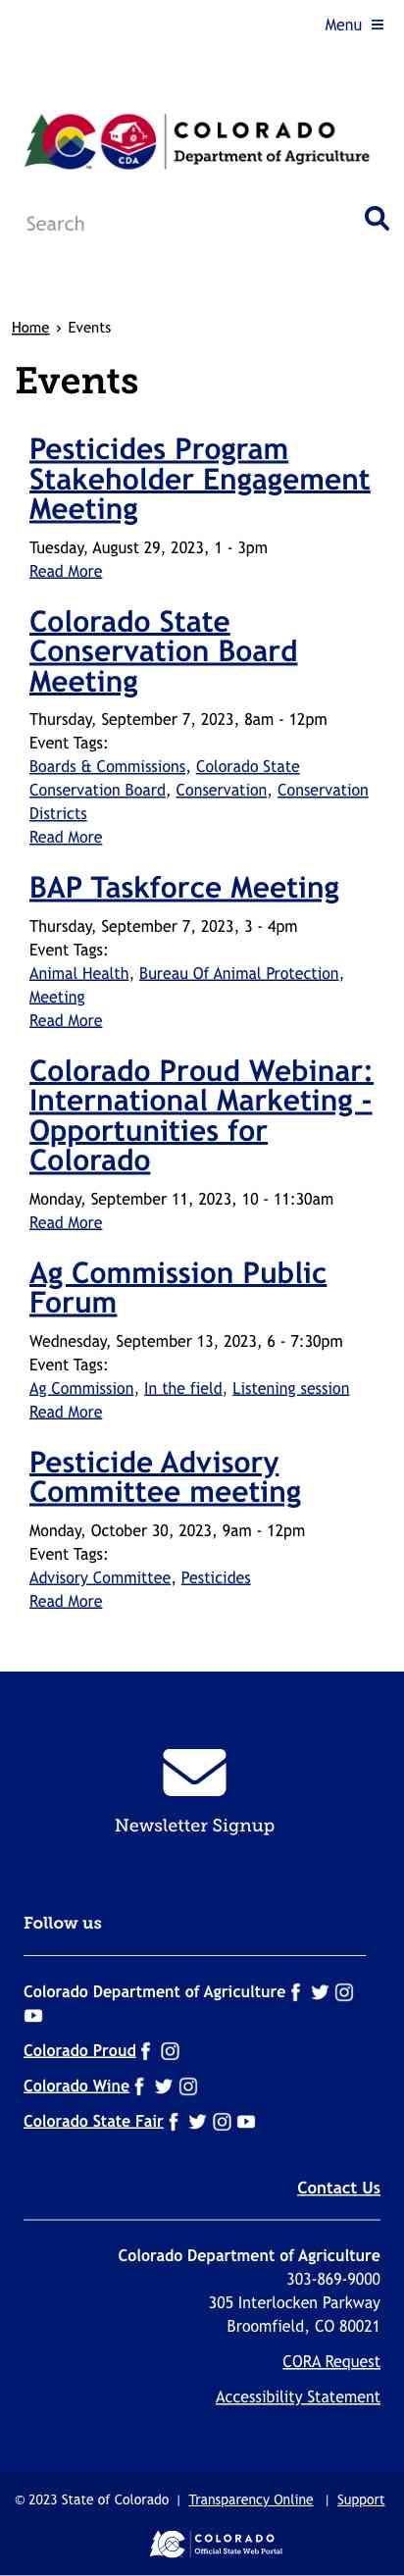 Menu
COLORADO
Department of Agriculture
CDA
Search
Home › Events
Events
Pesticides Program
Stakeholder Engagement
Meeting
Tuesday, August 29, 2023, 1 - 3pm
Read More
Colorado State
Conservation Board
Meeting
Thursday, September 7, 2023, 8am - 12pm
Event Tags:
Boards & Commissions, Colorado State
Conservation Board, Conservation, Conservation
Districts
Read More
BAP Taskforce Meeting
Thursday, September 7, 2023, 3 - 4pm
Event Tags:
Animal Health, Bureau Of Animal Protection,
Meeting
Read More
Colorado Proud Webinar:
International Marketing -
Opportunities for
Colorado
Monday, September 11, 2023, 10 - 11:30am
Read More
Ag Commission Public
Forum
Wednesday, September 13, 2023, 6 - 7:30pm
Event Tags:
Ag Commission, In the field, Listening session
Read More
Pesticide Advisory
Committee meeting
Monday, October 30, 2023, 9am - 12pm
Event Tags:
Advisory Committee, Pesticides
Read More
Newsletter Signup
Follow us
Colorado Department of Agriculture
Colorado Proud
Colorado Wine
Colorado State Fair
Contact Us
Colorado Department of Agriculture
303-869-9000
305 Interlocken Parkway
Broomfield, CO 80021
CORA Request
Accessibility Statement
© 2023 State of Colorado | Transparency Online | Support
COLORADO
Official State Web Portal